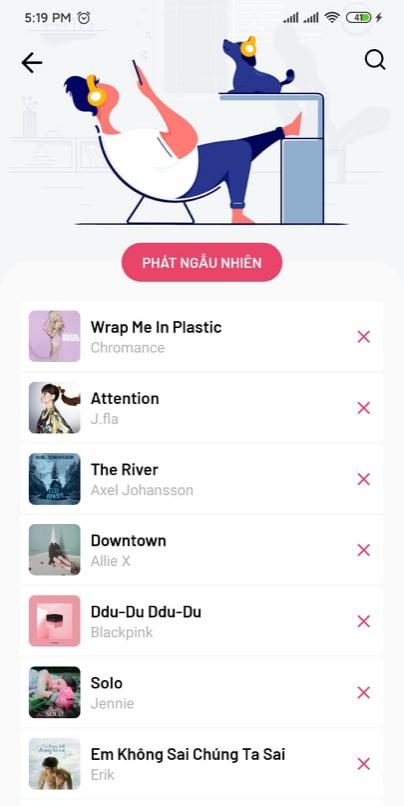 5:19 PM
41
PHÁT NGẪU NHIÊN
Wrap Me In Plastic
Chromance
Attention
J.fla
The River
Axel Johansson
Downtown
Allie X
Ddu-Du Ddu-Du
Blackpink
SOLO
Solo
Jennie
Em Không Sai Chúng Ta Sai
Erik